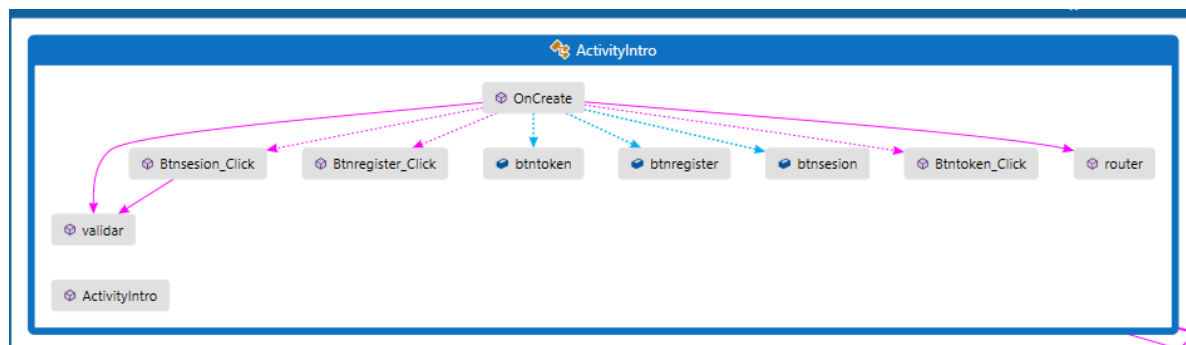 ActivityIntro
OnCreate
Btnsesion_Click
Btnregister_Click
btntoken
btnregister
btnsesion
Btntoken_Click
router
validar
ActivityIntro